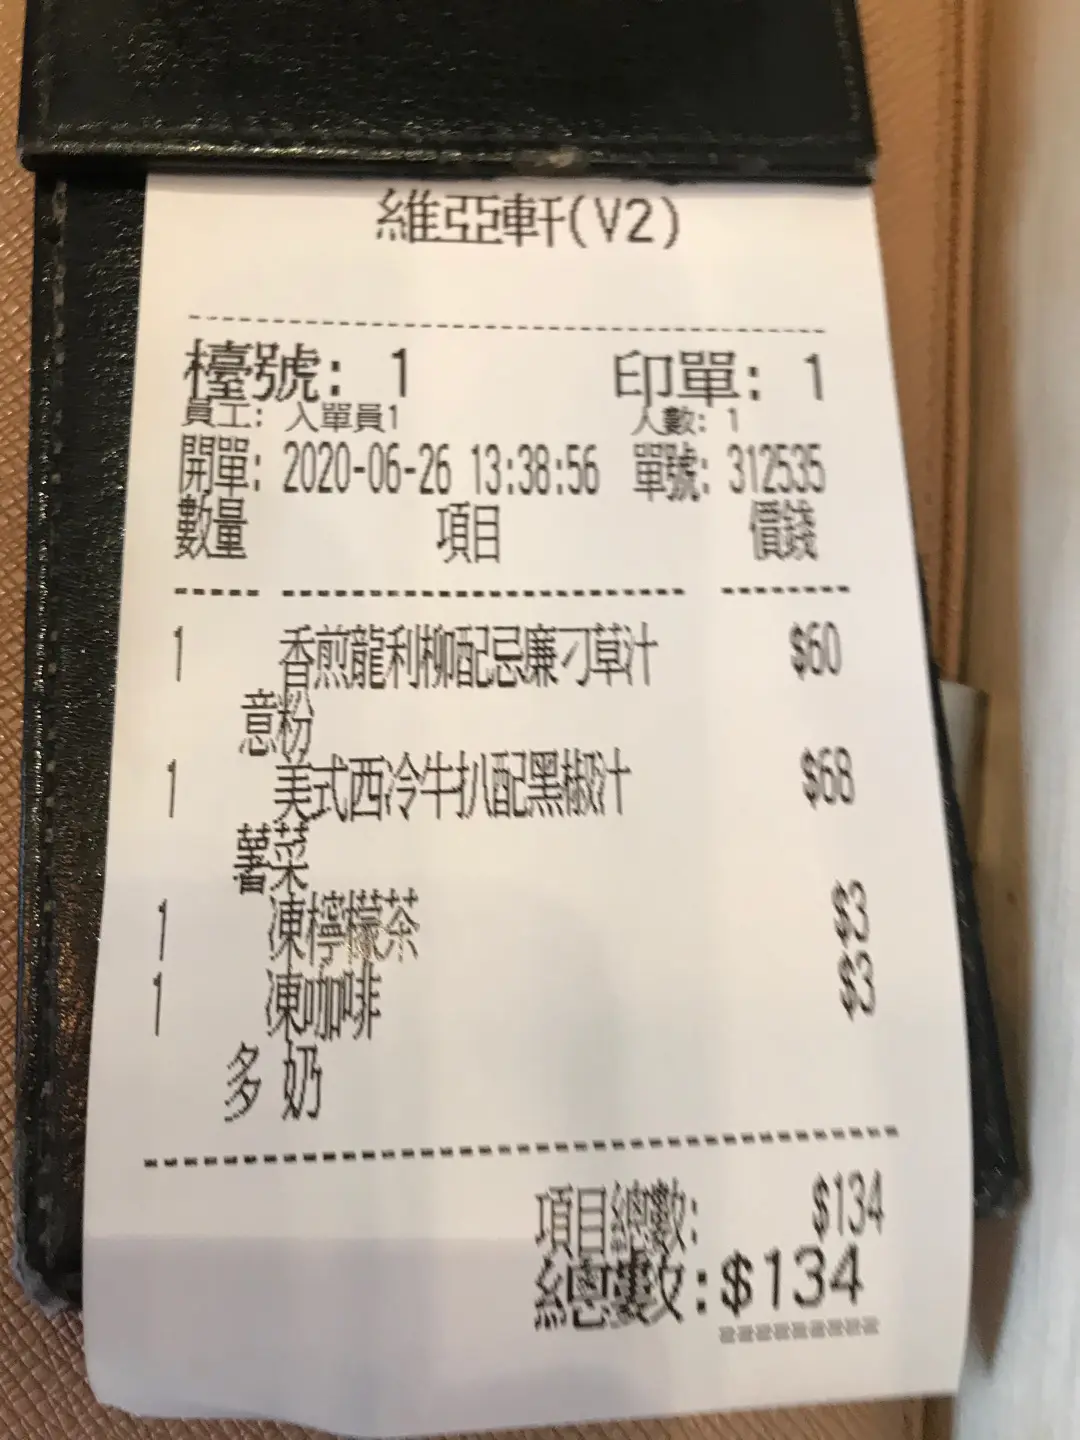 維亞軒(V2)
檯號: 1 印單: 1
員工: 入單員1 人數: 1
開單: 2020-06-26 13:38:56 單號: 312535
數量 項目 價錢
1 香煎龍利柳配忌廉刁草汁 $60
意粉
1 美式西冷牛扒配黑椒汁 $68
薯菜
1 凍檸檬茶 $3
1 凍咖啡 $3
多 奶
項目總數: $134
總數:$134